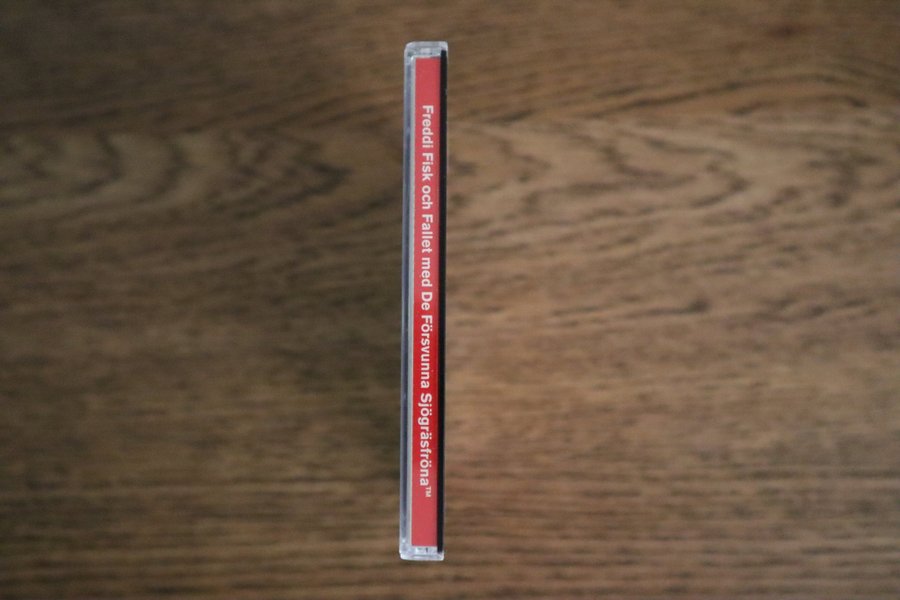 Freddi Fisk och Fallet med De Försvunna Sjögräsfröna™